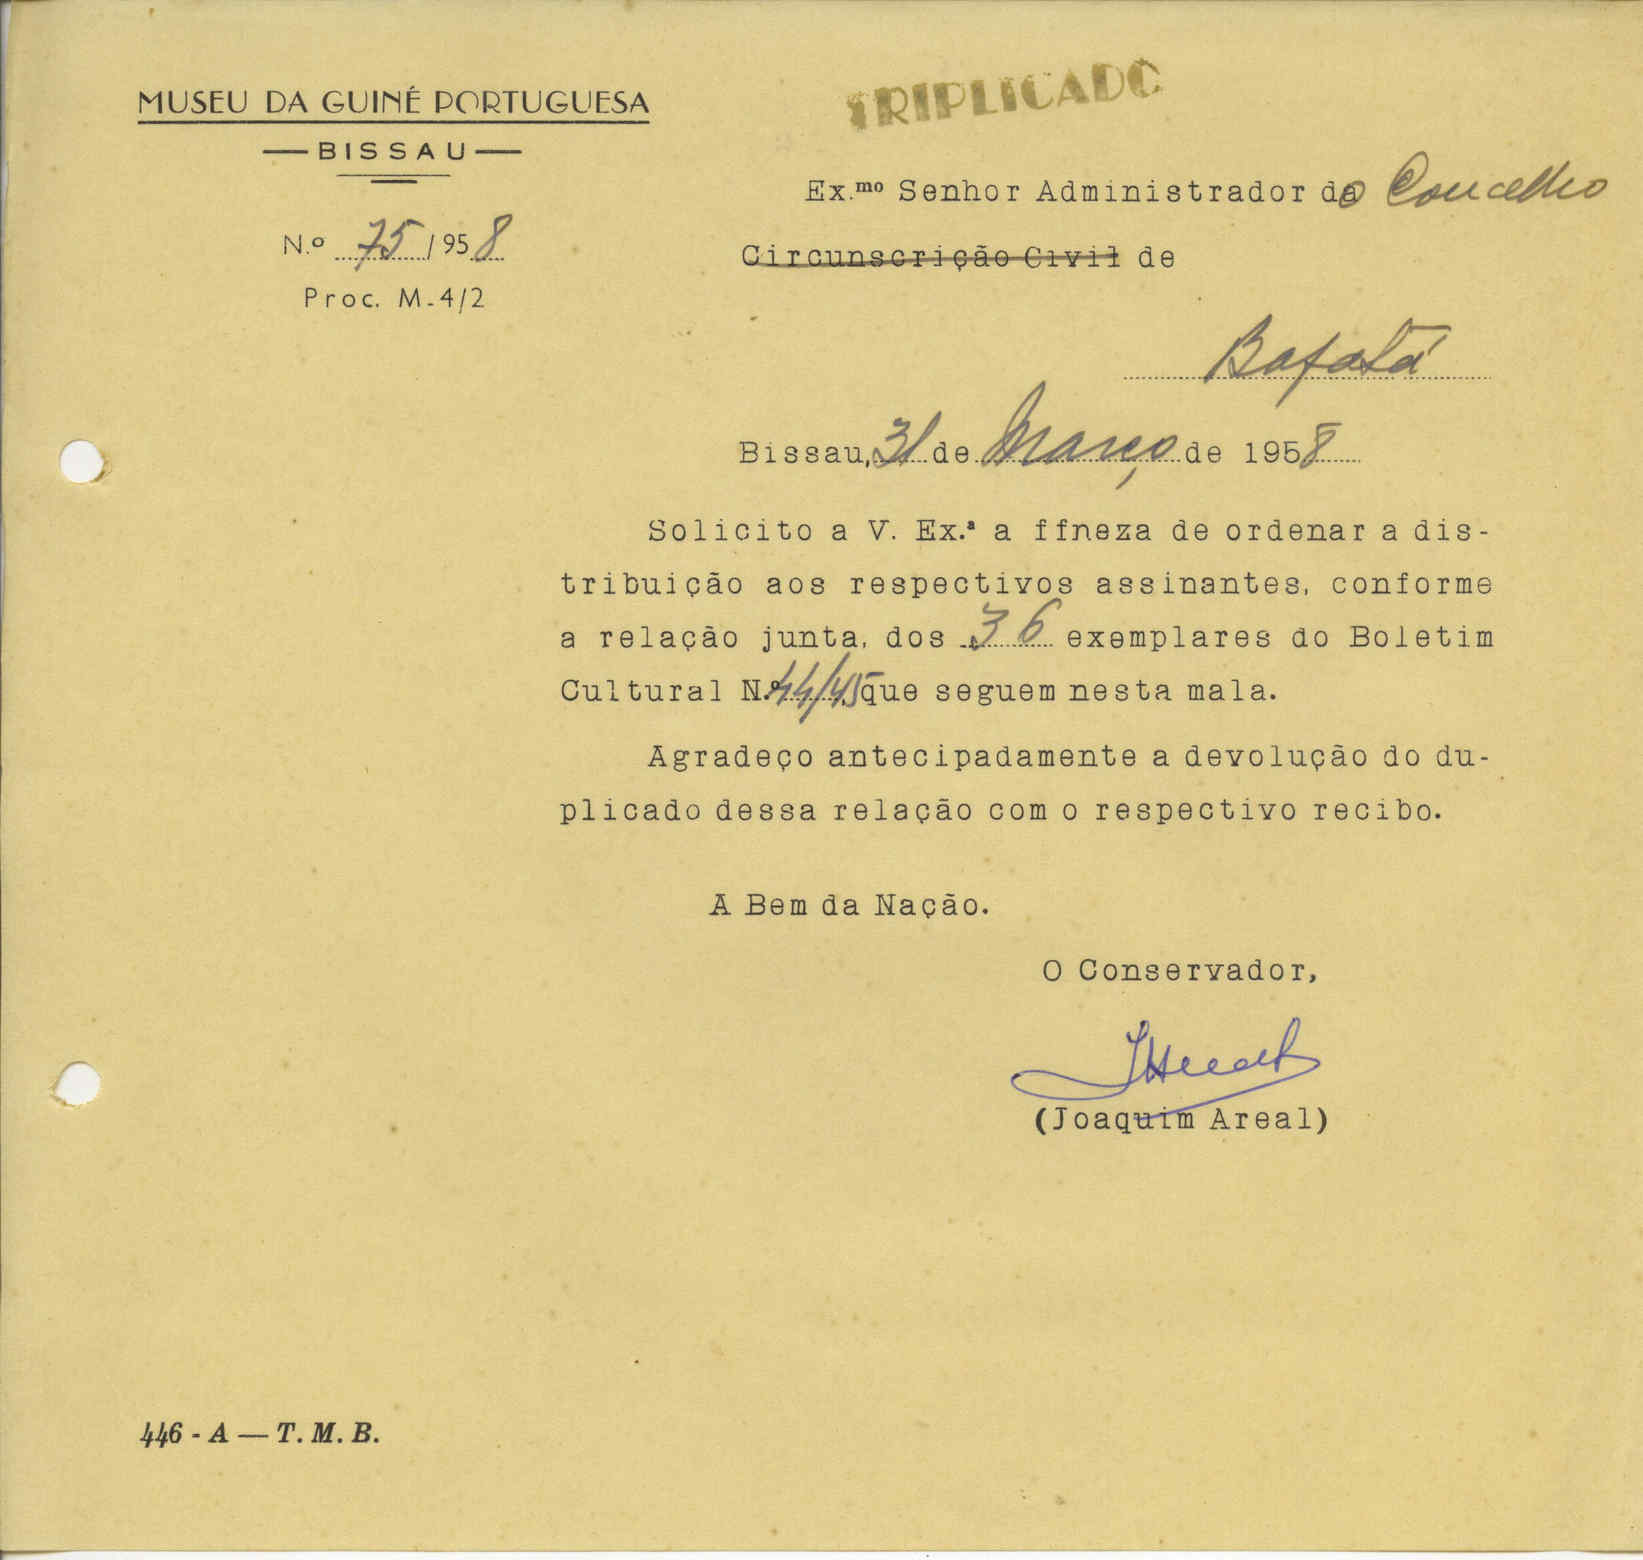 MUSEU DA GUINÉ PORTUGUESA
BISSAU
N.º 75/1958
Proc. M-4/2
TRIPLICADO
Ex.mo Senhor Administrador do Concelho
Circunscrição Civil de
Bafatá
Bissau, 31 de Março de 1958
Solicito a V. Ex.ª a ffneza de ordenar a dis-
tribuição aos respectivos assinantes, conforme
a relação junta, dos 36 exemplares do Boletim
Cultural N.º 44/45 que seguem nesta mala.
Agradeço antecipadamente a devolução do du-
plicado dessa relação com o respectivo recibo.
A Bem da Nação.
O Conservador,
(Joaquim Areal)
446 - A — T. M. B.